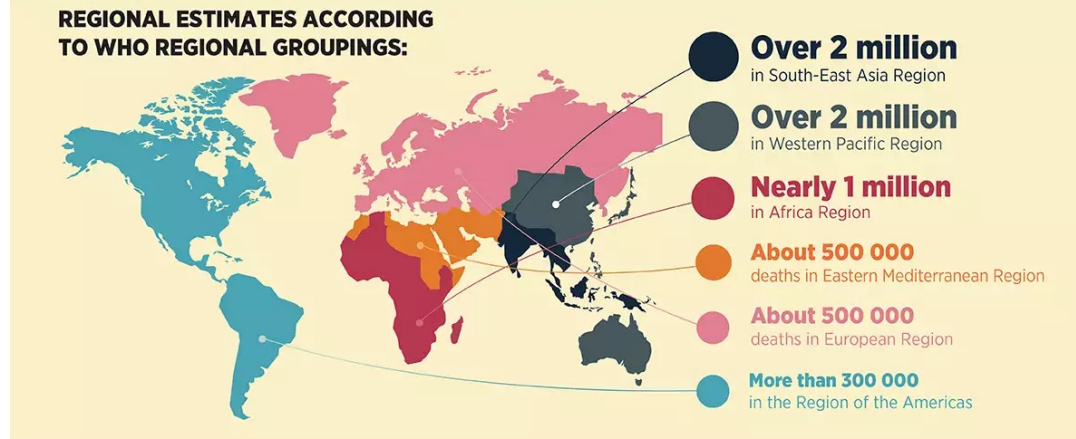 REGIONAL ESTIMATES ACCORDING
TO WHO REGIONAL GROUPINGS:
Over 2 million
in South-East Asia Region
Over 2 million
in Western Pacific Region
Nearly 1 million
in Africa Region
About 500 000
deaths in Eastern Mediterranean Region
About 500 000
deaths in European Region
More than 300 000
in the Region of the Americas